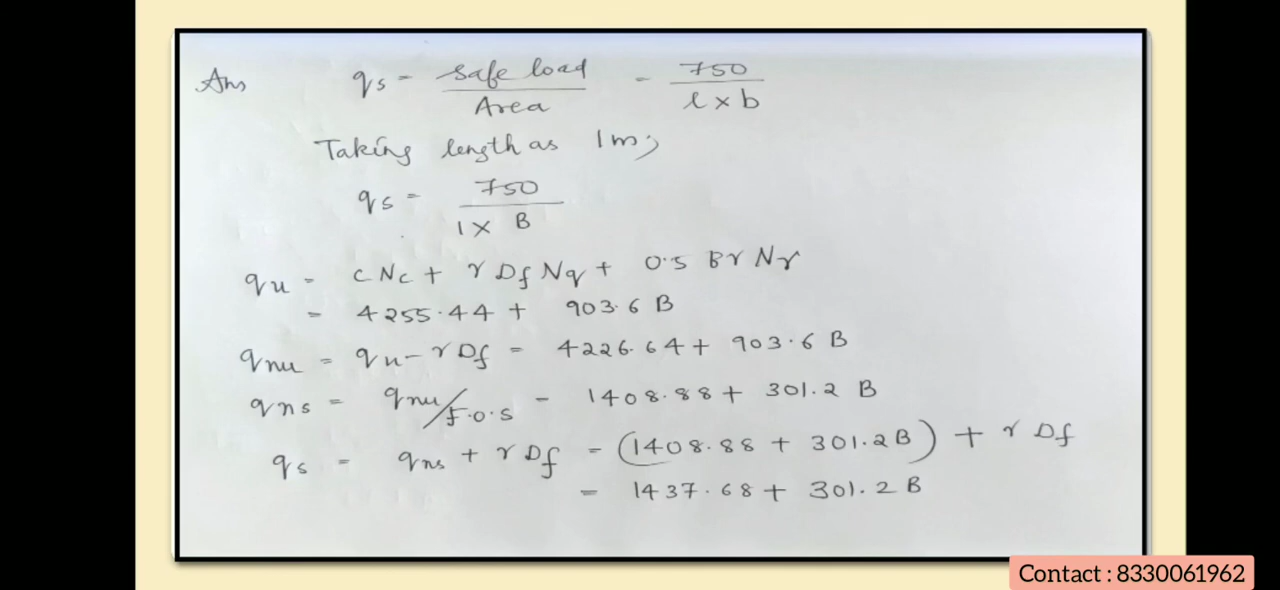 Ans qs = safe load / Area = 750 / l × b
Taking length as 1m;
qs = 750 / 1 × B
qu = CNc + γ Df Nq + 0.5 Bγ Nγ
= 4255.44 + 903.6 B
qnu = qu - γ Df = 4226.64 + 903.6 B
qns = qnu / F.O.S = 1408.88 + 301.2 B
qs = qns + γ Df = (1408.88 + 301.2B) + γ Df
= 1437.68 + 301.2 B
Contact : 8330061962